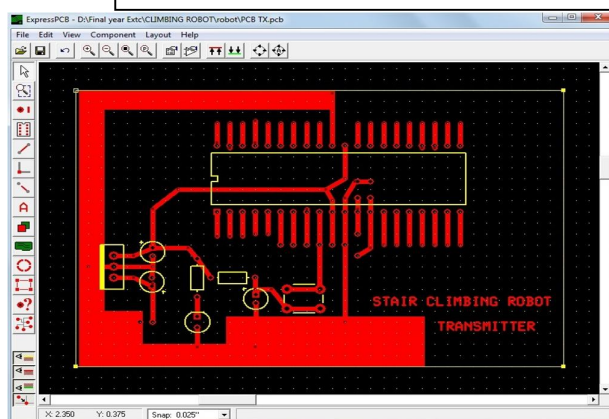 ExpressPCB - D:\Final year Extc\CLIMBING ROBOT\robot\PCB TX.pcb
File Edit View Component Layout Help
A
STAIR CLIMBING ROBOT
TRANSMITTER
X: 2.350 Y: 0.375 Snap: 0.025"